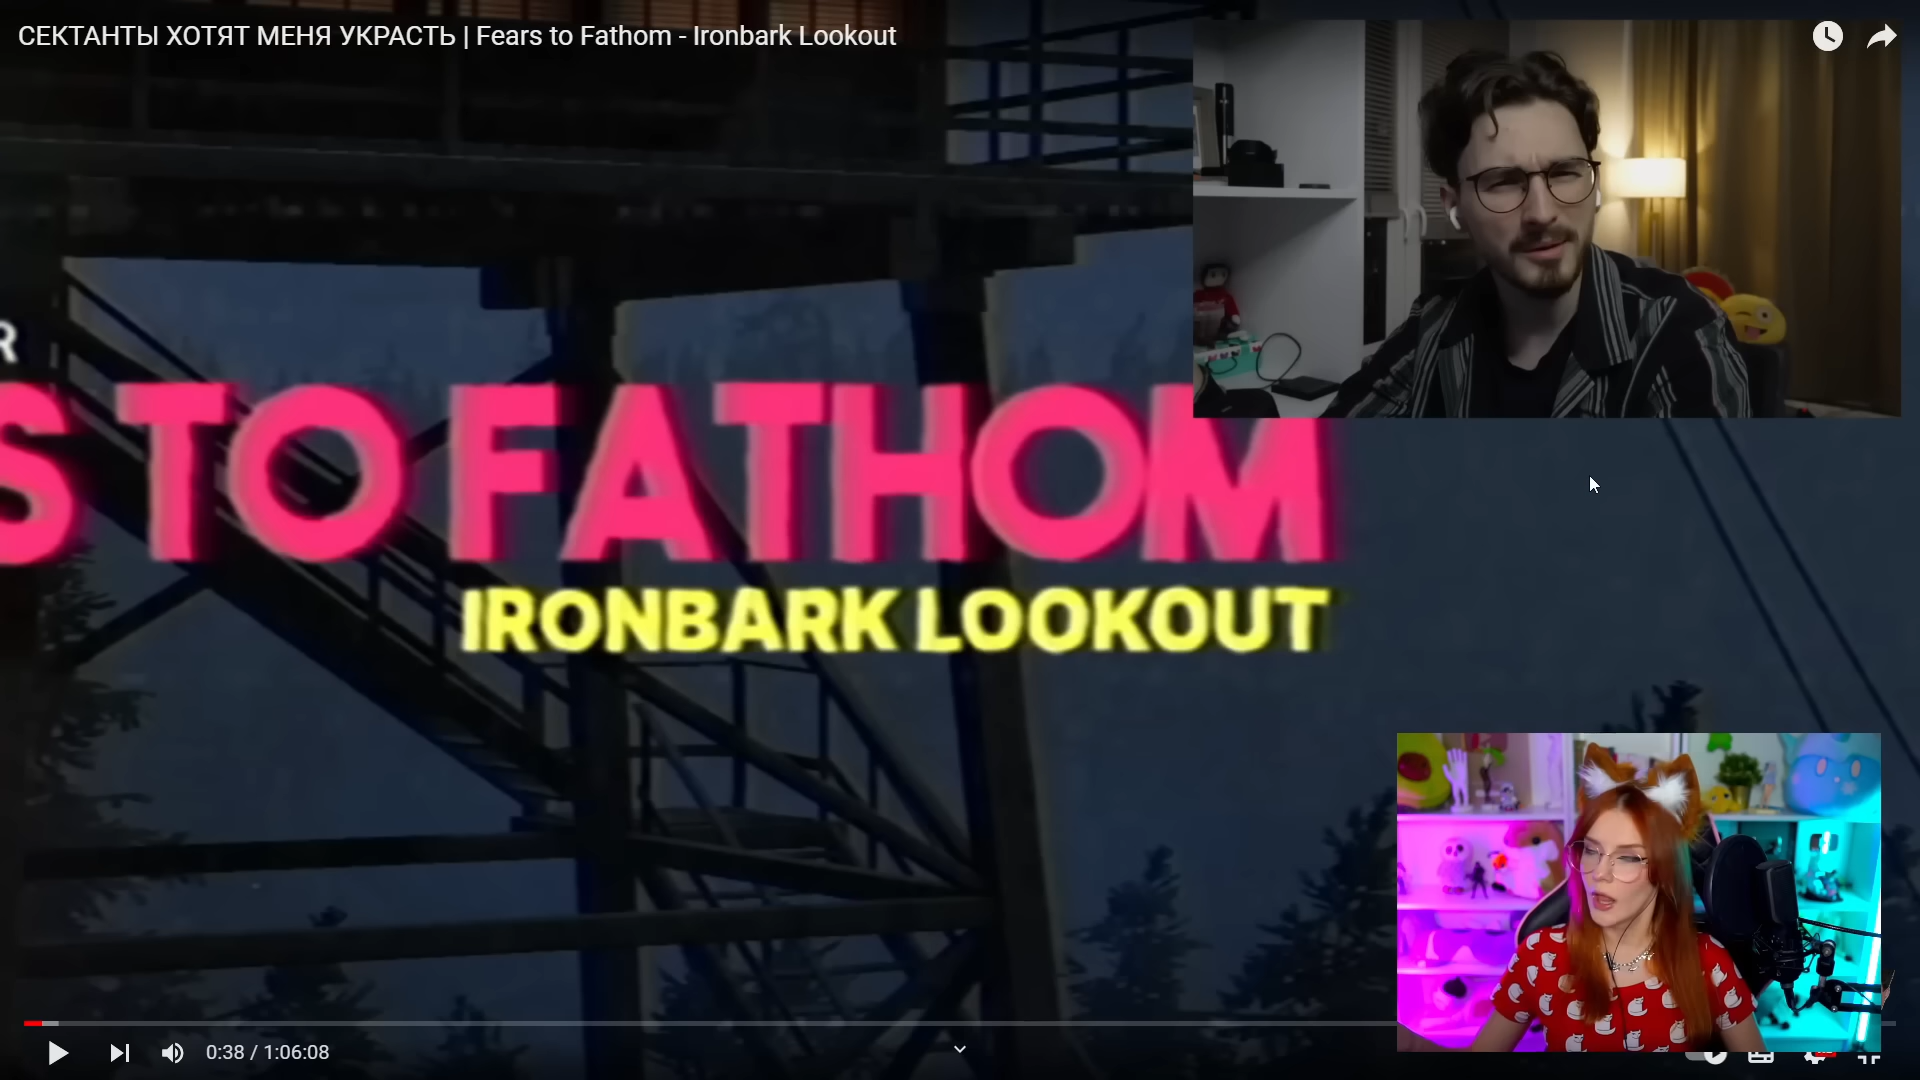 СЕКТАНТЫ ХОТЯТ МЕНЯ УКРАСТЬ | Fears to Fathom - Ironbark Lookout
R
S TO FATHOM
IRONBARK LOOKOUT
0:38 / 1:06:08